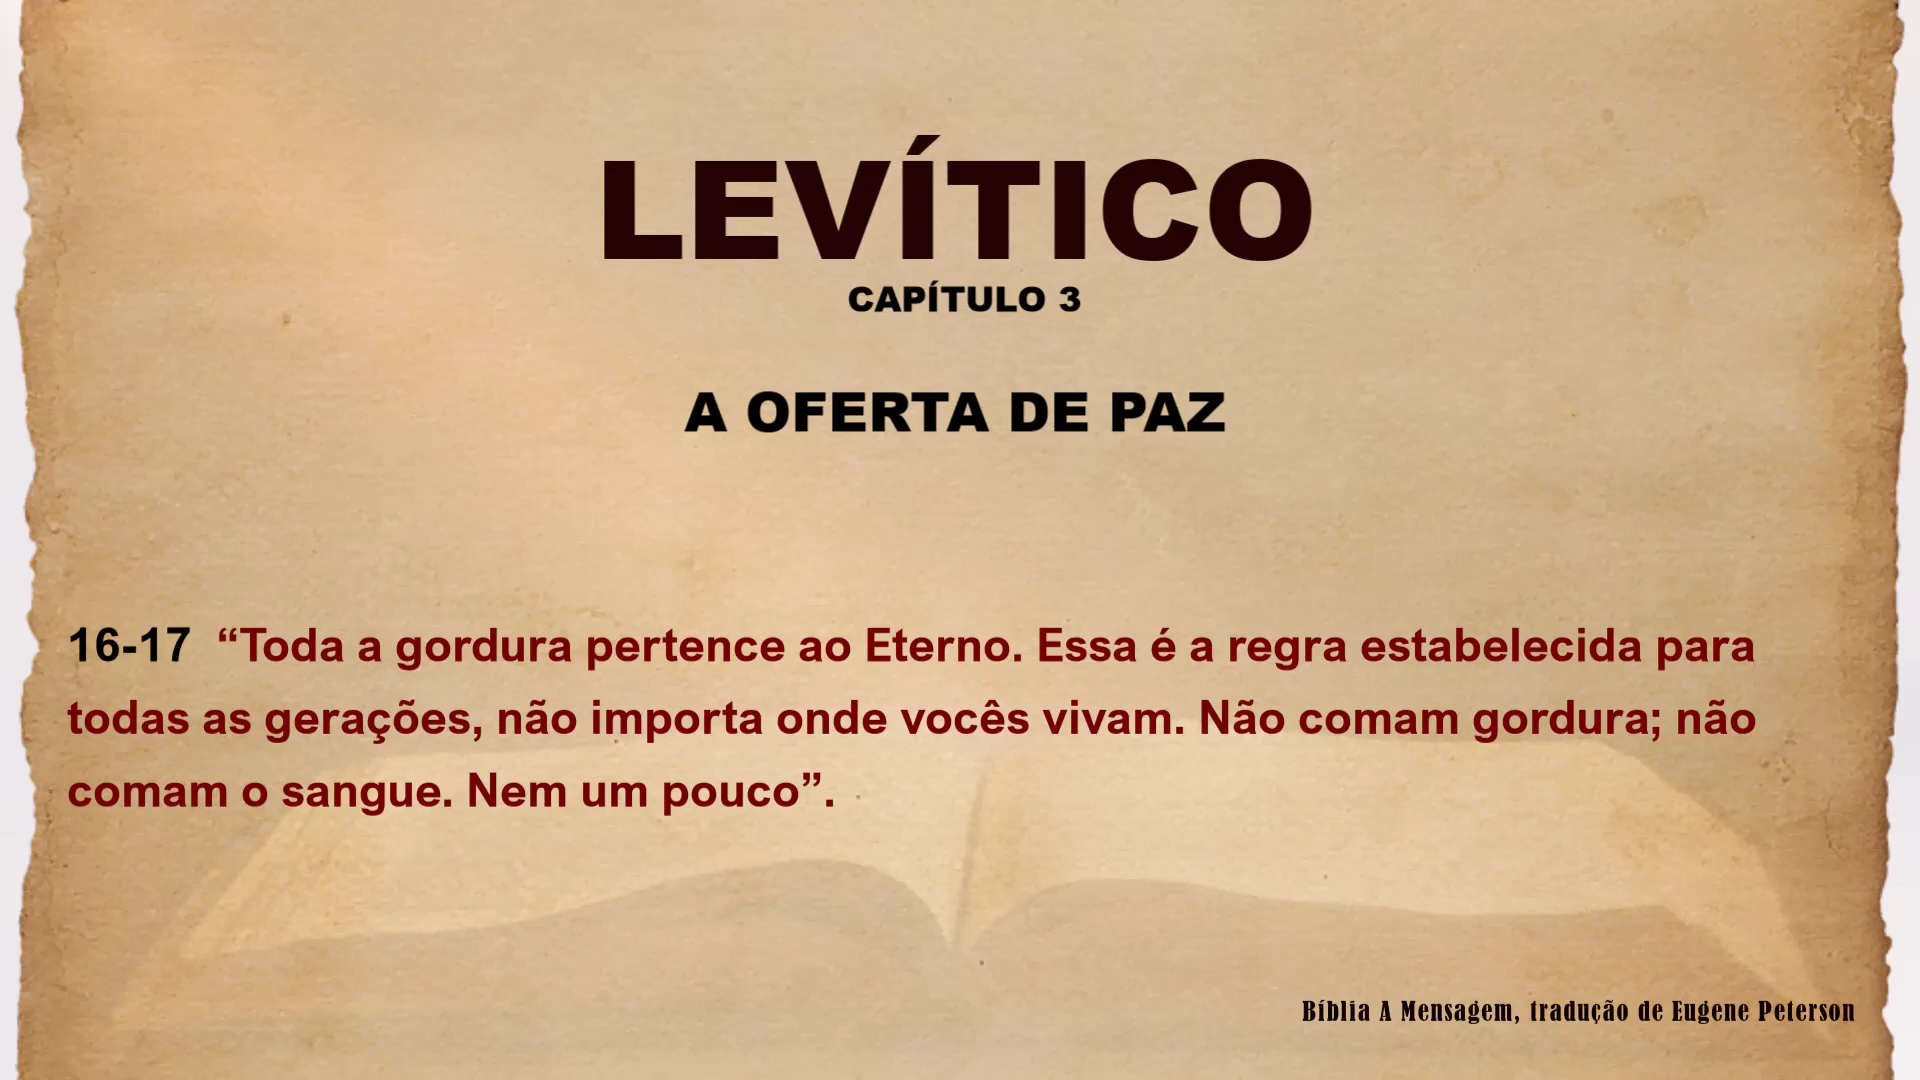 LEVÍTICO
CAPÍTULO 3
A OFERTA DE PAZ
16-17 “Toda a gordura pertence ao Eterno. Essa é a regra estabelecida para
todas as gerações, não importa onde vocês vivam. Não comam gordura; não
comam o sangue. Nem um pouco”.
Bíblia A Mensagem, tradução de Eugene Peterson